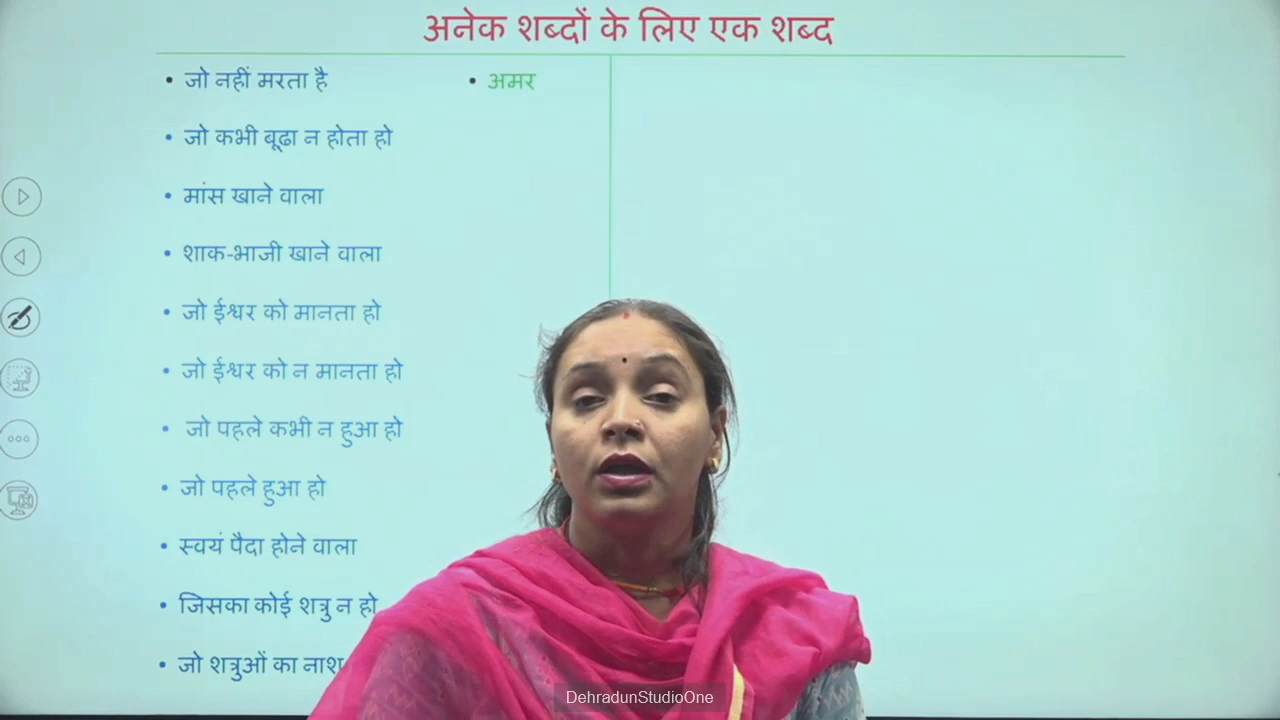 अनेक शब्दों के लिए एक शब्द
• जो नहीं मरता है • अमर
• जो कभी बूढा न होता हो
• मांस खाने वाला
• शाक-भाजी खाने वाला
• जो ईश्वर को मानता हो
• जो ईश्वर को न मानता हो
• जो पहले कभी न हुआ हो
• जो पहले हुआ हो
• स्वयं पैदा होने वाला
• जिसका कोई शत्रु न हो
• जो शत्रुओं का नाश
DehradunStudioOne